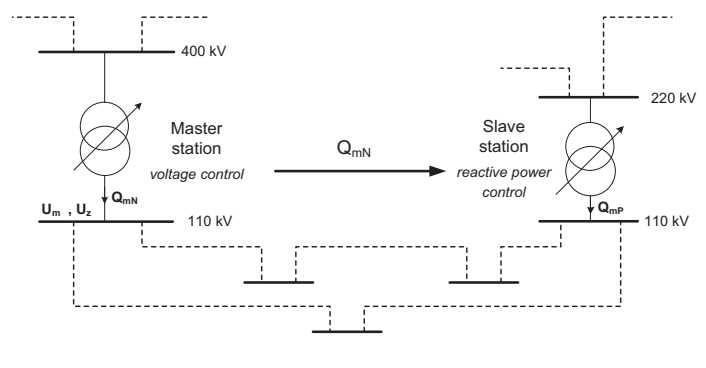 400 kV
220 kV
Master
station
voltage control
Q_mN
Slave
station
reactive power
control
Q_mN
U_m , U_z
110 kV
Q_mP
110 kV